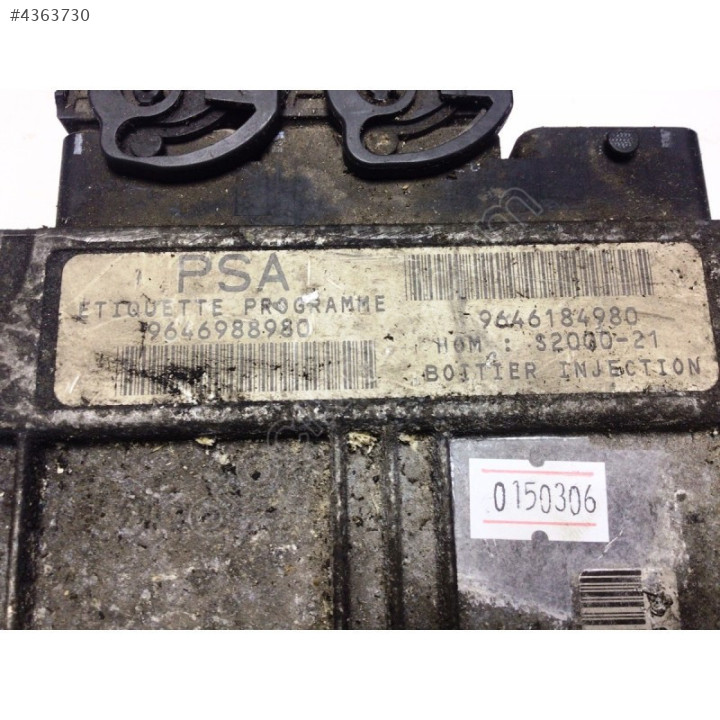 #4363730
PSA
ETIQUETTE PROGRAMME
9646988980
9646184980
HOM : S2000-21
BOITIER INJECTION
0150306